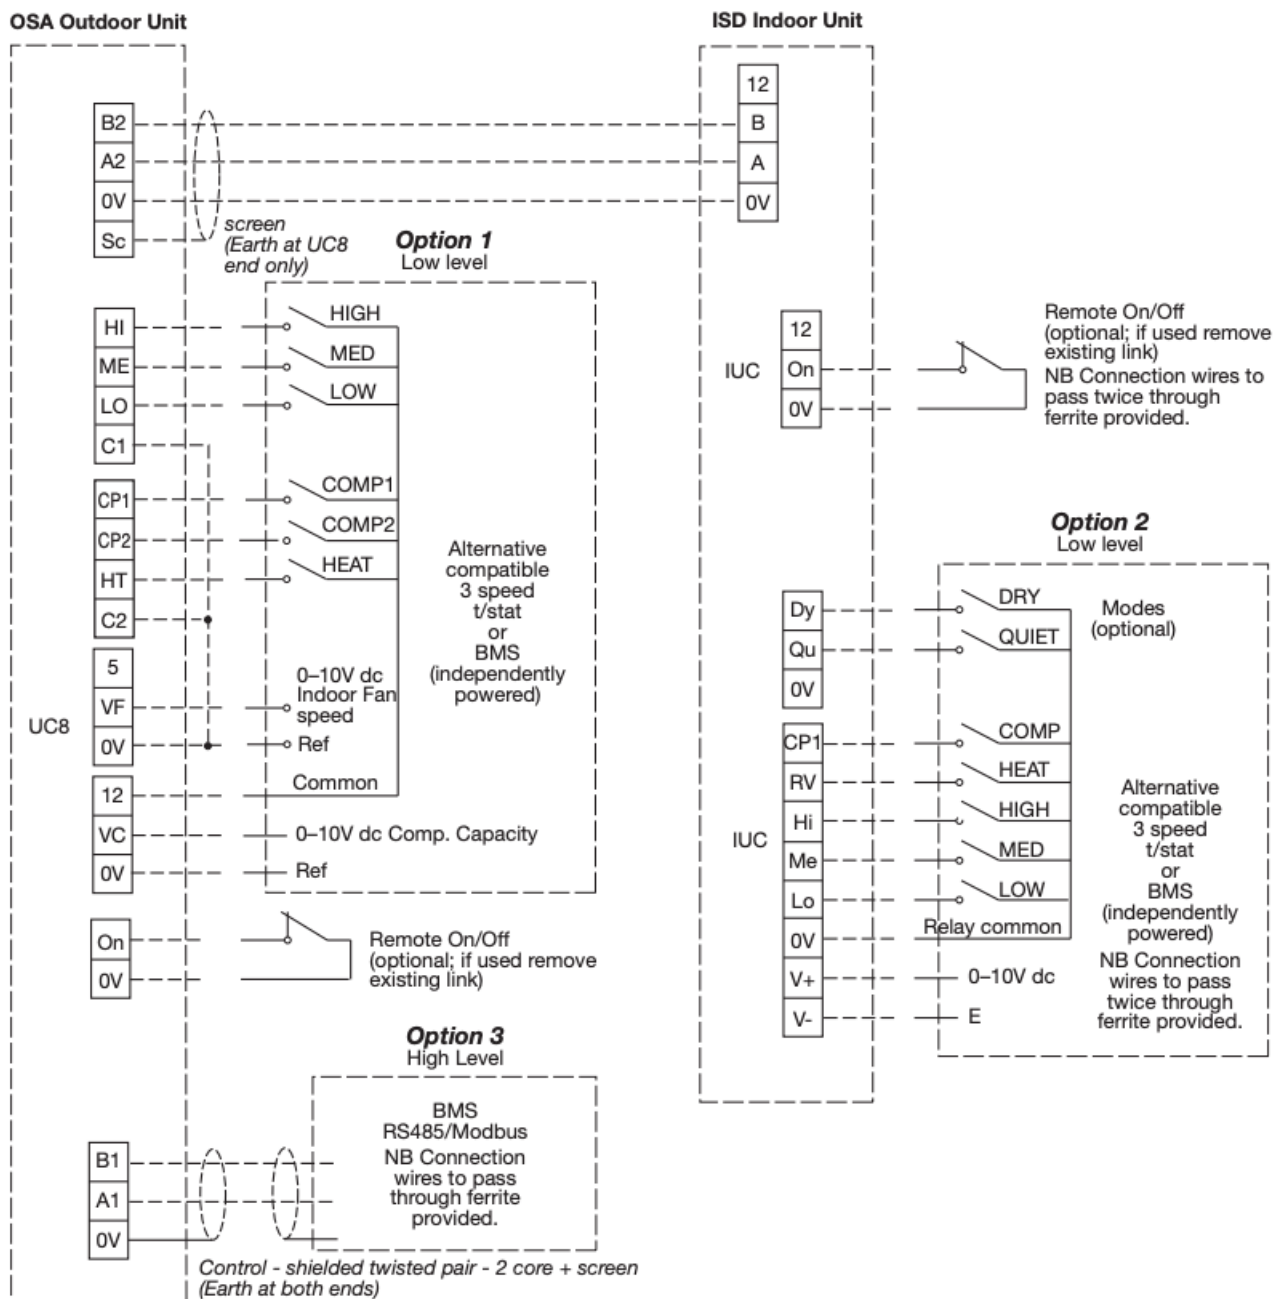 OSA Outdoor Unit
ISD Indoor Unit
B2
A2
0V
Sc
screen
(Earth at UC8
end only)
12
B
A
0V
Option 1
Low level
HI
ME
LO
C1
HIGH
MED
LOW
CP1
CP2
HT
C2
COMP1
COMP2
HEAT
Alternative
compatible
3 speed
t/stat
or
BMS
(independently
powered)
5
VF
0V
0–10V dc
Indoor Fan
speed
Ref
UC8
12
VC
0V
Common
0–10V dc Comp. Capacity
Ref
On
0V
Remote On/Off
(optional; if used remove
existing link)
Option 3
High Level
BMS
RS485/Modbus
NB Connection
wires to pass
through ferrite
provided.
B1
A1
0V
Control - shielded twisted pair - 2 core + screen
(Earth at both ends)
IUC
12
On
0V
Remote On/Off
(optional; if used remove
existing link)
NB Connection wires to
pass twice through
ferrite provided.
Option 2
Low level
Dy
Qu
0V
DRY
QUIET
Modes
(optional)
IUC
CP1
RV
Hi
Me
Lo
0V
V+
V-
COMP
HEAT
HIGH
MED
LOW
Relay common
0–10V dc
E
Alternative
compatible
3 speed
t/stat
or
BMS
(independently
powered)
NB Connection
wires to pass
twice through
ferrite provided.